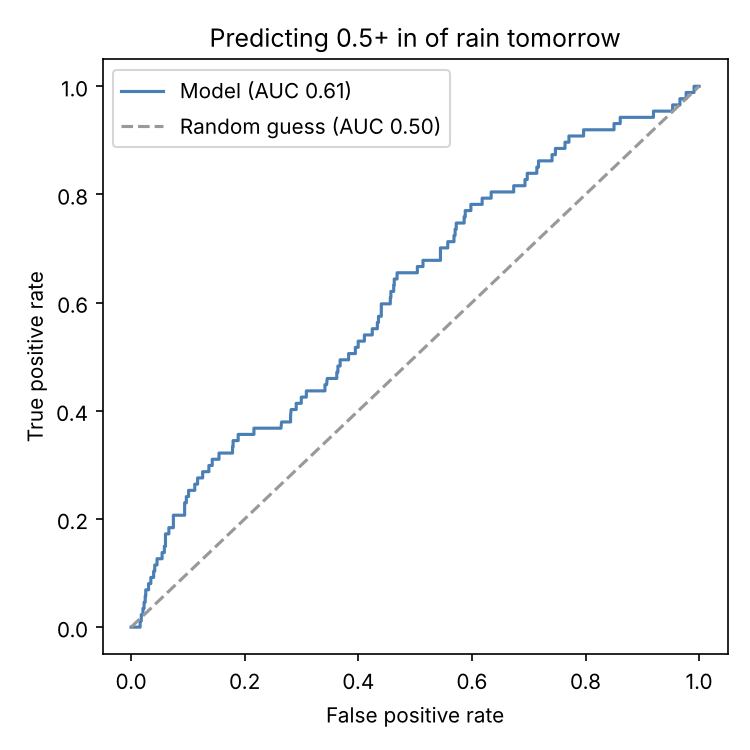 Predicting 0.5+ in of rain tomorrow
Model (AUC 0.61)
Random guess (AUC 0.50)
1.0
0.8
0.6
0.4
0.2
0.0
True positive rate
0.0 0.2 0.4 0.6 0.8 1.0
False positive rate